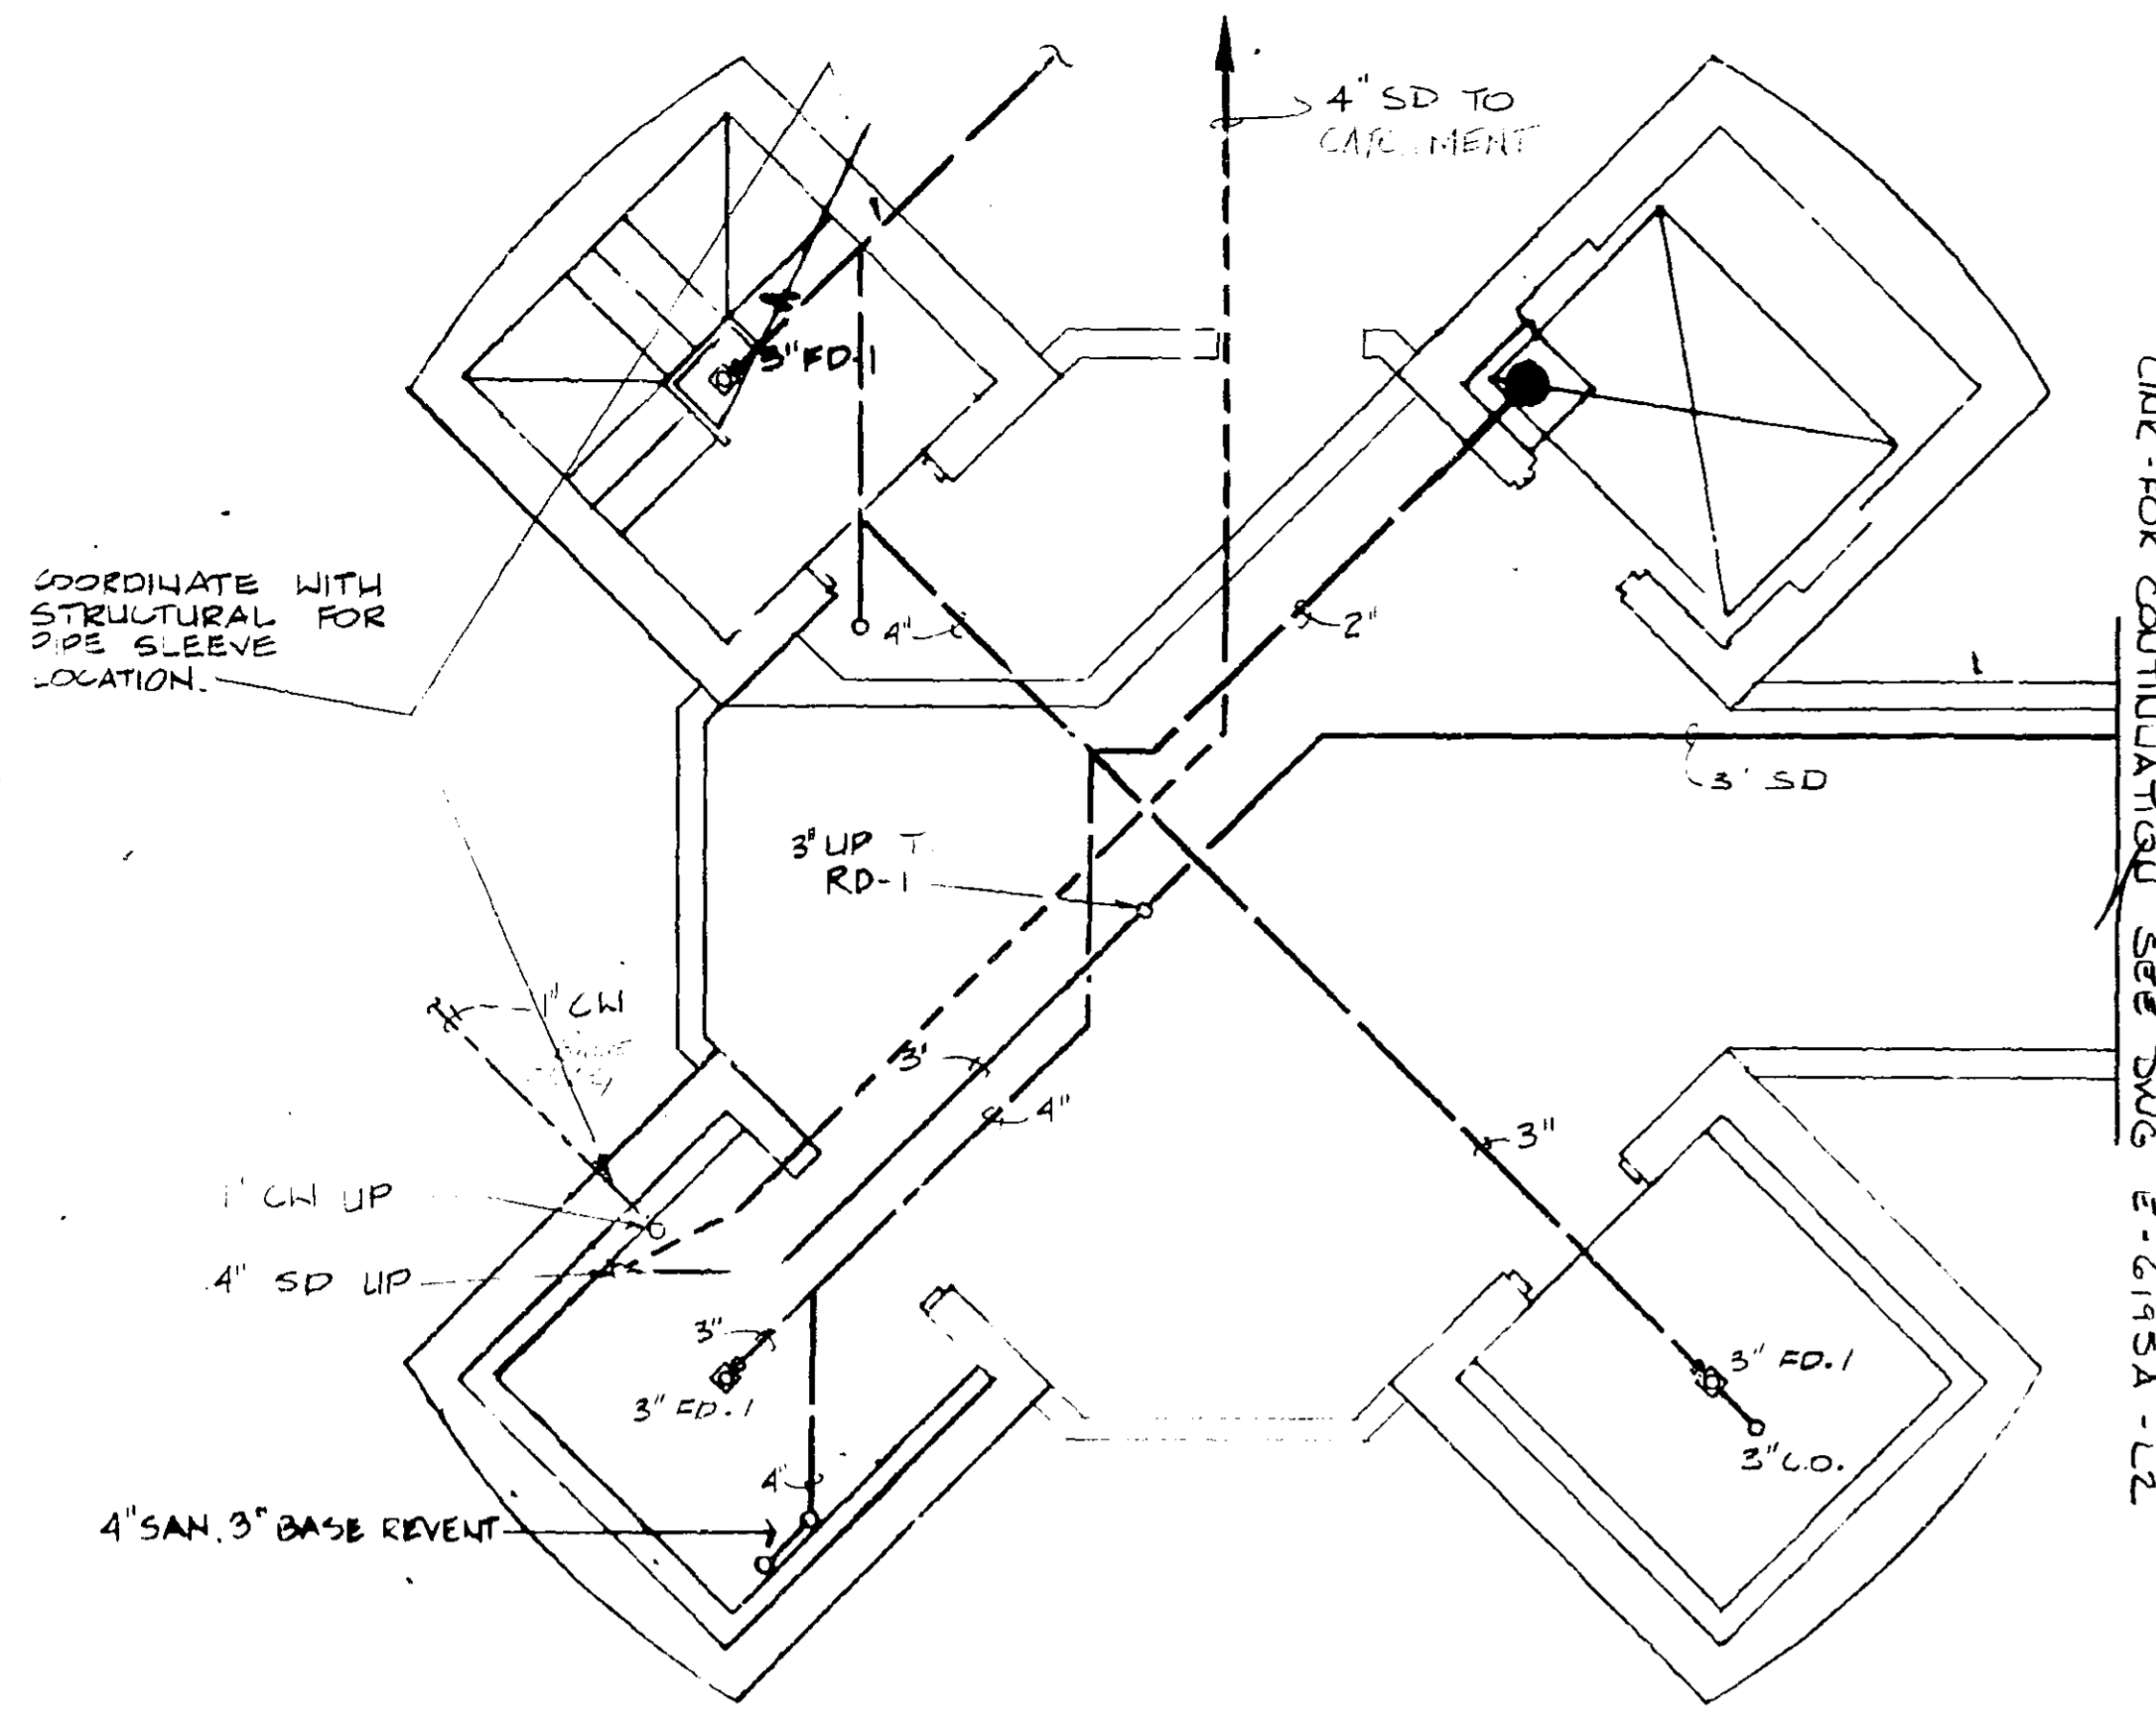 4" SD TO
3" FD-1
COORDINATE WITH
STRUCTURAL FOR
PIPE SLEEVE
LOCATION.
4"
2"
3" SD
3" UP
RD-1
1" CW
3"
4"
3"
1" CW UP
4" SD UP
3"
3" FD.1
3" FD.1
3" C.O.
4"
4" SAN. 3" BASE REVENT
FOR CONTINUATION SEE DWG E-6195A-L2